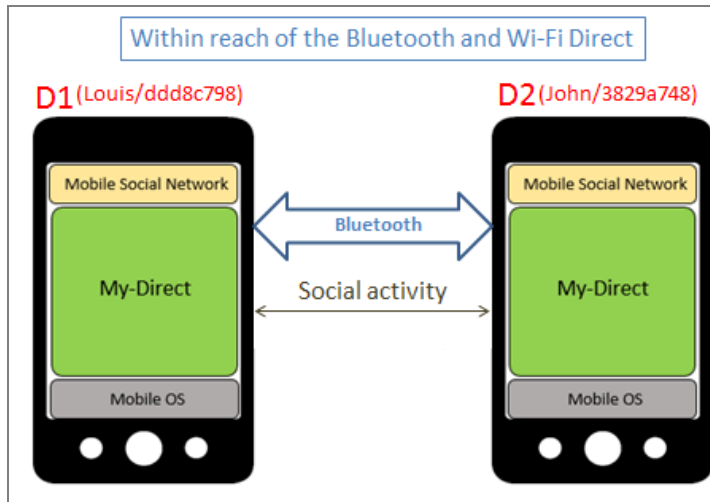 Within reach of the Bluetooth and Wi-Fi Direct
D1 (Louis/ddd8c798)
D2 (John/3829a748)
Mobile Social Network
My-Direct
Mobile OS
Bluetooth
Social activity
Mobile Social Network
My-Direct
Mobile OS